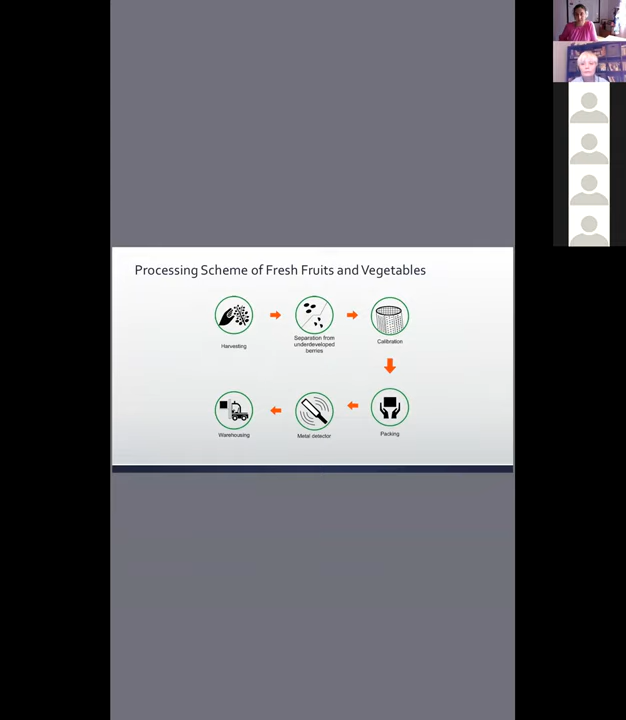 Processing Scheme of Fresh Fruits and Vegetables
Harvesting
Separation from
underdeveloped
berries
Calibration
Packing
Metal detector
Warehousing